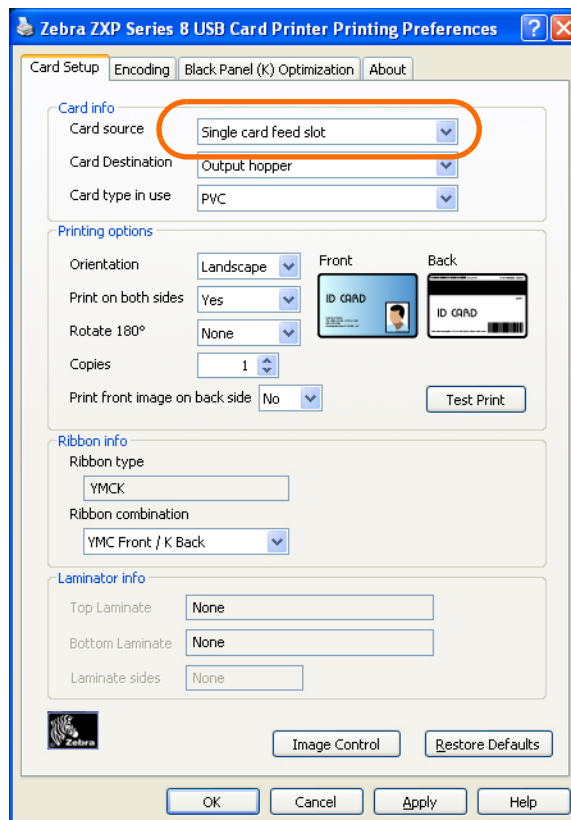 Zebra ZXP Series 8 USB Card Printer Printing Preferences
Card Setup Encoding Black Panel (K) Optimization About
Card info
Card source Single card feed slot
Card Destination Output hopper
Card type in use PVC
Printing options
Orientation Landscape Front Back
Print on both sides Yes ID CARD ID CARD
Rotate 180° None
Copies 1
Print front image on back side No Test Print
Ribbon info
Ribbon type
YMCK
Ribbon combination
YMC Front / K Back
Laminator info
Top Laminate None
Bottom Laminate None
Laminate sides None
Zebra
Image Control Restore Defaults
OK Cancel Apply Help